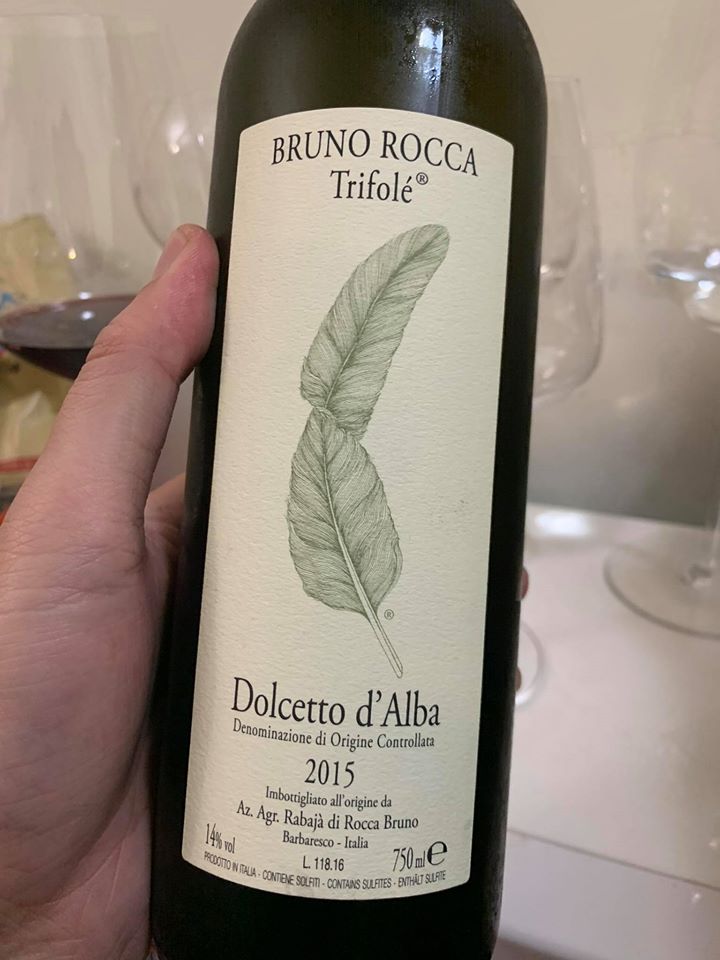 BRUNO ROCCA
Trifolé®
®
Dolcetto d'Alba
Denominazione di Origine Controllata
2015
Imbottigliato all'origine da
Az. Agr. Rabajà di Rocca Bruno
Barbaresco - Italia
14% vol L. 118.16 750 ml e
PRODOTTO IN ITALIA - CONTIENE SOLFITI - CONTAINS SULFITES - ENTHÄLT SULFITE